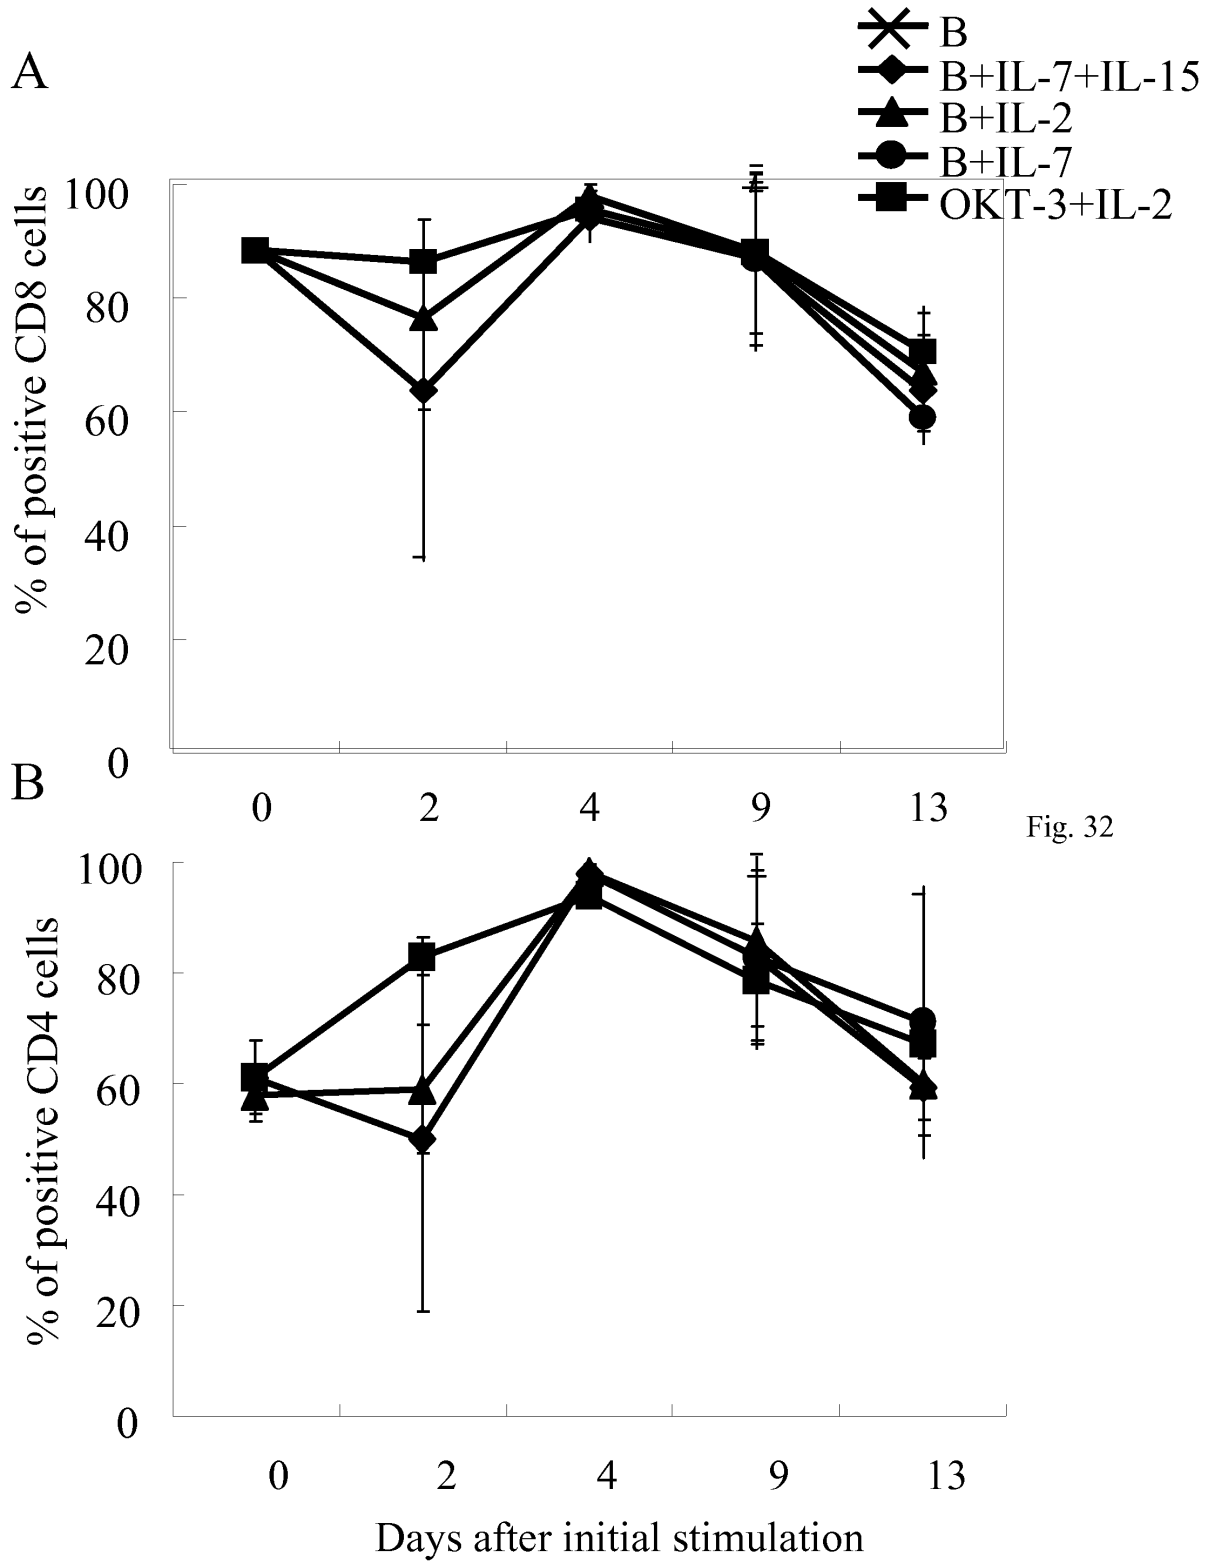 B
A
B+IL-7+IL-15
B+IL-2
B+IL-7
OKT-3+IL-2
% of positive CD8 cells
100
80
60
40
20
0
0 2 4 9 13
Fig. 32
B
% of positive CD4 cells
100
80
60
40
20
0
0 2 4 9 13
Days after initial stimulation